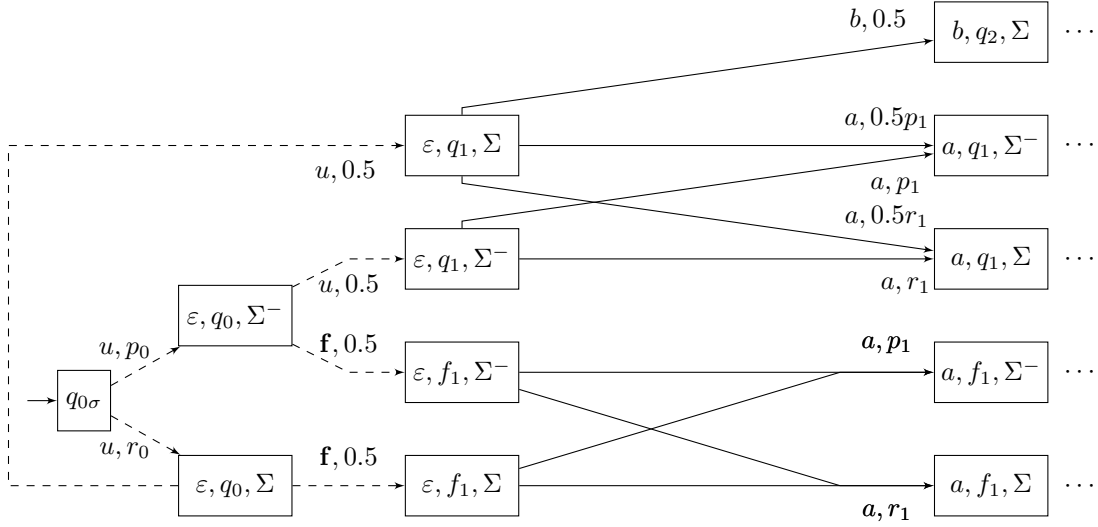 b, 0.5
b, q₂, Σ
· · ·
ε, q₁, Σ
a, 0.5p₁
a, q₁, Σ⁻
· · ·
u, 0.5
a, p₁
a, 0.5r₁
ε, q₁, Σ⁻
a, q₁, Σ
· · ·
u, 0.5
a, r₁
ε, q₀, Σ⁻
u, p₀
f, 0.5
a, p₁
ε, f₁, Σ⁻
a, f₁, Σ⁻
· · ·
q₀σ
u, r₀
f, 0.5
ε, q₀, Σ
ε, f₁, Σ
a, f₁, Σ
· · ·
a, r₁